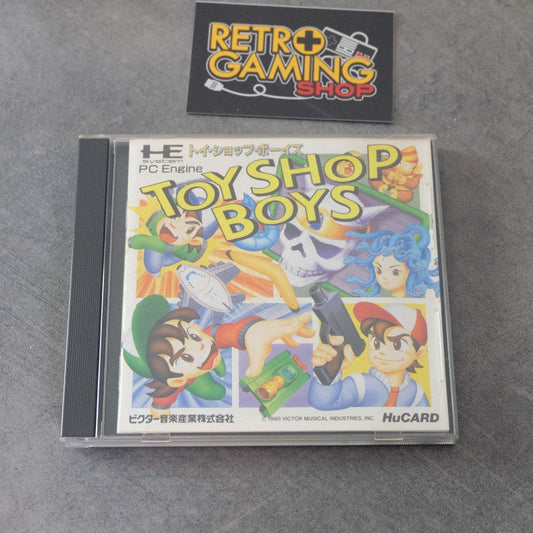 RETRO
GAMING
SHOP
HE
system
PC Engine
トイ・ショップ・ボーイズ
TOY SHOP
BOYS
ビクター音楽産業株式会社
© 1990 VICTOR MUSICAL INDUSTRIES, INC.
HuCARD